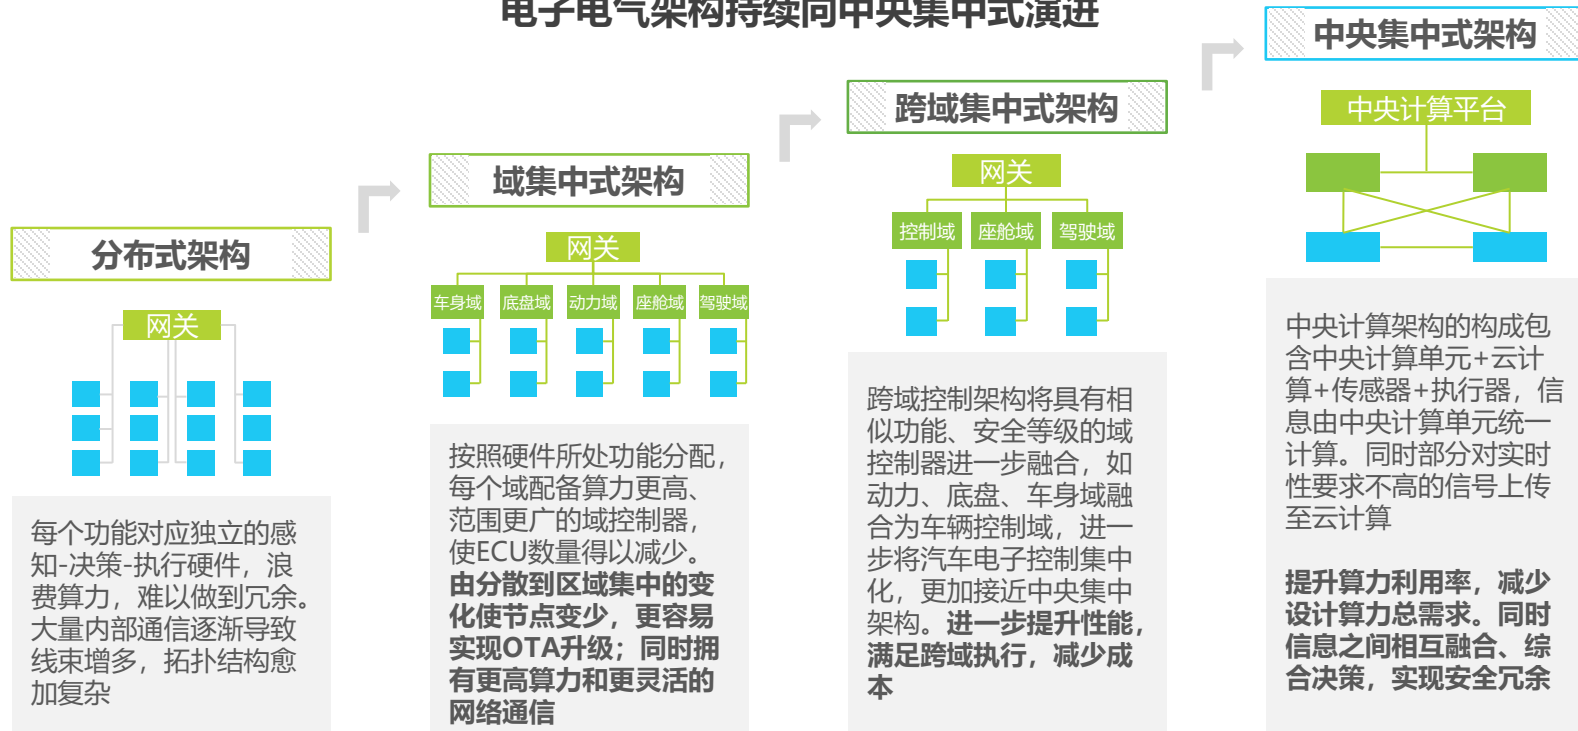 电子电气架构持续向中央集中式演进
分布式架构
网关
每个功能对应独立的感
知-决策-执行硬件，浪
费算力，难以做到冗余。
大量内部通信逐渐导致
线束增多，拓扑结构愈
加复杂
域集中式架构
网关
车身域
底盘域
动力域
座舱域
驾驶域
按照硬件所处功能分配，
每个域配备算力更高、
范围更广的域控制器，
使ECU数量得以减少。
由分散到区域集中的变
化使节点变少，更容易
实现OTA升级；同时拥
有更高算力和更灵活的
网络通信
跨域集中式架构
网关
控制域
座舱域
驾驶域
跨域控制架构将具有相
似功能、安全等级的域
控制器进一步融合，如
动力、底盘、车身域融
合为车辆控制域，进一
步将汽车电子控制集中
化，更加接近中央集中
架构。进一步提升性能，
满足跨域执行，减少成
本
中央集中式架构
中央计算平台
中央计算架构的构成包
含中央计算单元+云计
算+传感器+执行器，信
息由中央计算单元统一
计算。同时部分对实时
性要求不高的信号上传
至云计算
提升算力利用率，减少
设计算力总需求。同时
信息之间相互融合、综
合决策，实现安全冗余